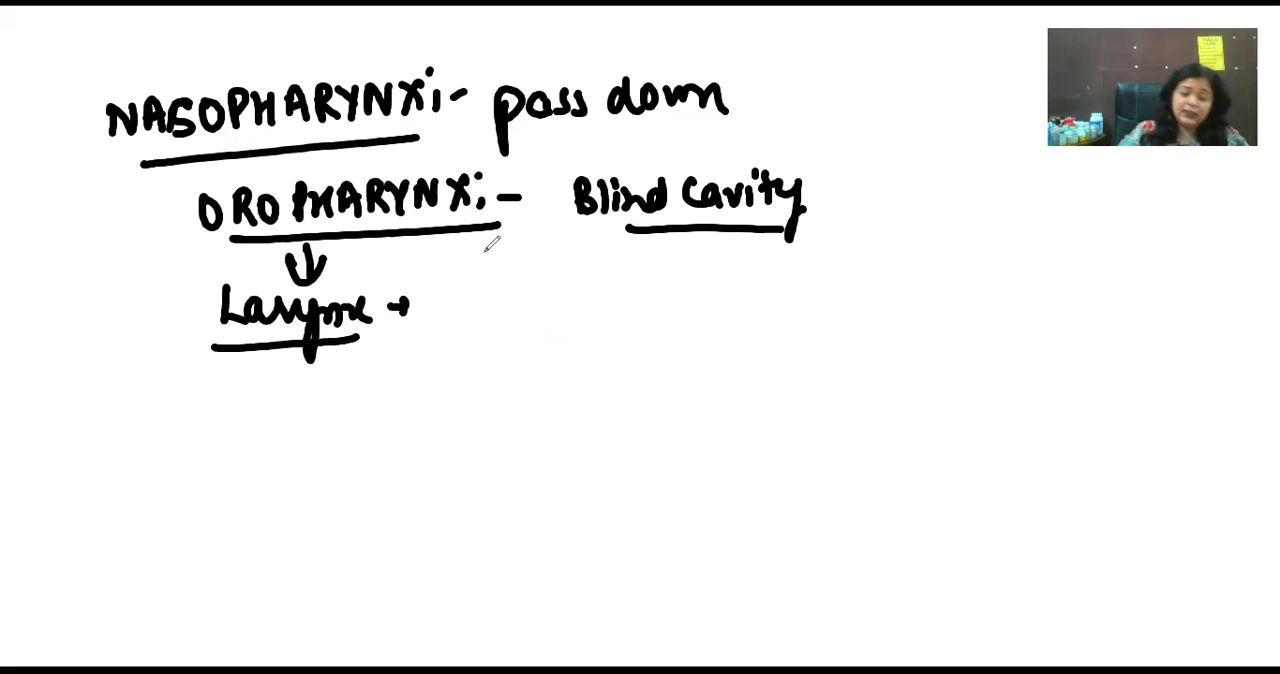 NASOPHARYNX:- pass down
OROPHARYNX:- Blind cavity
↓
Larynx →